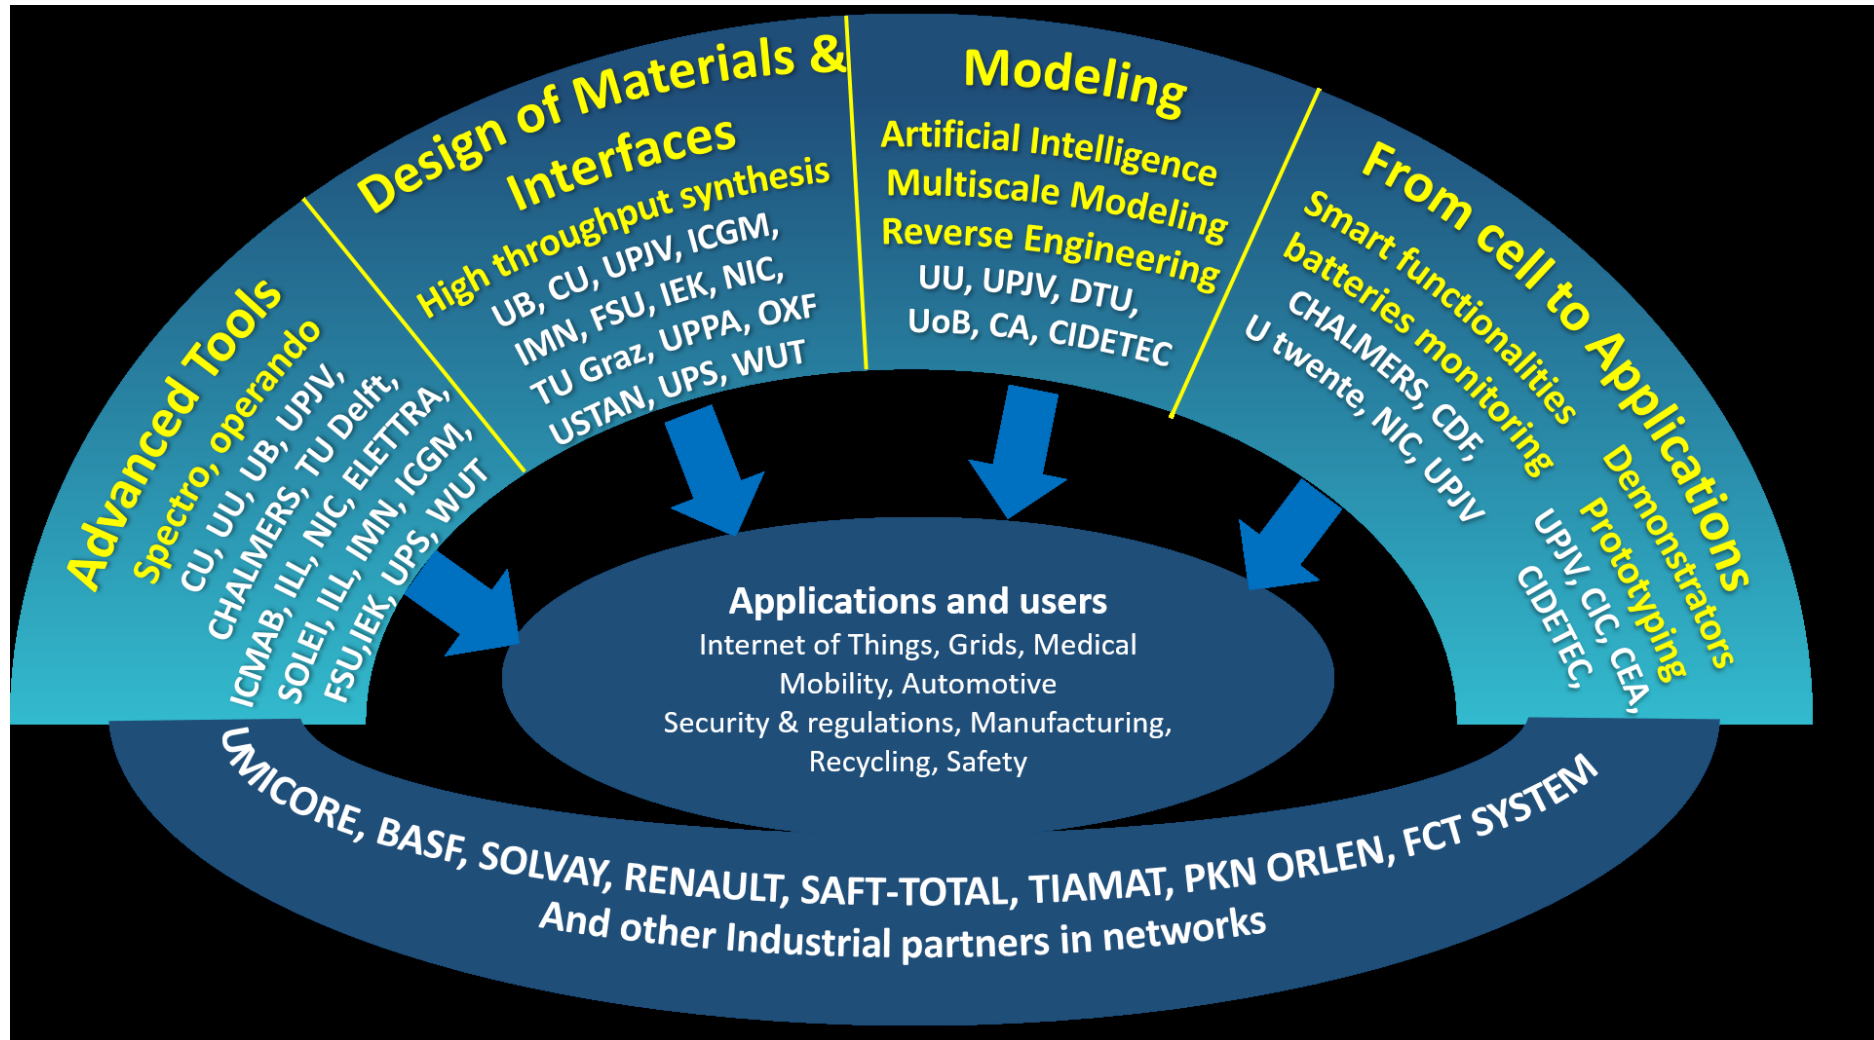 Advanced Tools
Spectro, operando
CU, UU, UB, UPJV,
CHALMERS, TU Delft,
ICMAB, ILL, NIC, ELETTRA,
SOLEI, ILL, IMN, ICGM,
FSU,IEK, UPS, WUT
Design of Materials &
Interfaces
High throughput synthesis
UB, CU, UPJV, ICGM,
IMN, FSU, IEK, NIC,
TU Graz, UPPA, OXF
USTAN, UPS, WUT
Modeling
Artificial Intelligence
Multiscale Modeling
Reverse Engineering
UU, UPJV, DTU,
UoB, CA, CIDETEC
From cell to Applications
Smart functionalities
batteries monitoring
CHALMERS, CDF,
U twente, NIC, UPJV
Demonstrators
Prototyping
UPJV, CIC, CEA,
CIDETEC,
Applications and users
Internet of Things, Grids, Medical
Mobility, Automotive
Security & regulations, Manufacturing,
Recycling, Safety
UMICORE, BASF, SOLVAY, RENAULT, SAFT-TOTAL, TIAMAT, PKN ORLEN, FCT SYSTEM
And other Industrial partners in networks